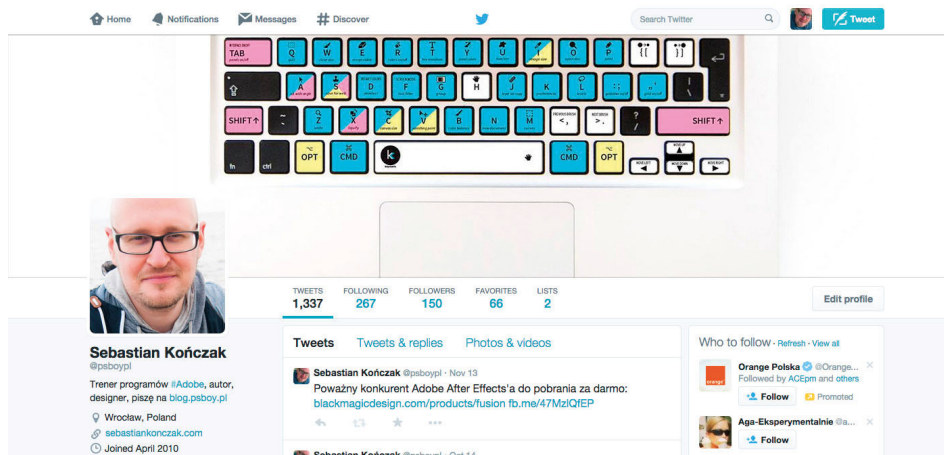 Home Notifications Messages Discover Search Twitter Tweet
TAB Q W E R T Y U I O P { [ } ]
A S D F G H J K L
SHIFT Z X C V B N M < , > . ? / SHIFT
fn ctrl OPT CMD k CMD OPT
TWEETS FOLLOWING FOLLOWERS FAVORITES LISTS
1,337 267 150 66 2
Edit profile
Sebastian Kończak
@psboypl
Trener programów #Adobe, autor,
designer, piszę na blog.psboy.pl
Wrocław, Poland
sebastiankonczak.com
Joined April 2010
Tweets Tweets & replies Photos & videos
Sebastian Kończak @psboypl · Nov 13
Poważny konkurent Adobe After Effects'a do pobrania za darmo:
blackmagicdesign.com/products/fusion fb.me/47MzlQfEP
Who to follow · Refresh · View all
Orange Polska @Orange...
Followed by ACEpm and others
Follow Promoted
Aga-Eksperymentalnie @a...
Follow